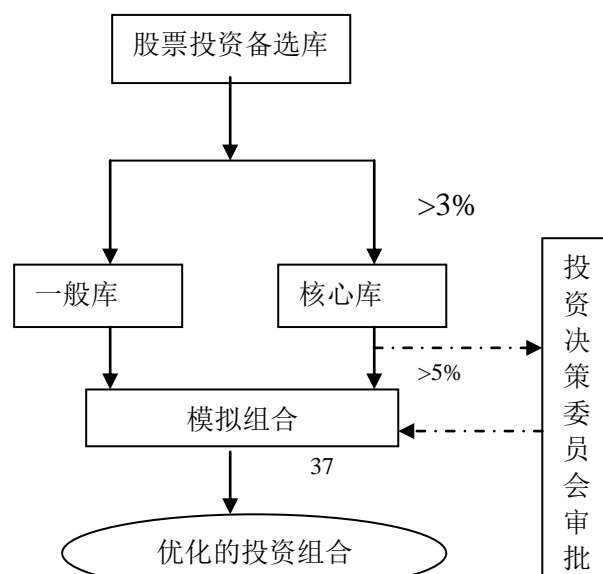 股票投资备选库
>3%
一般库
核心库
投资决策委员会审批
>5%
模拟组合
37
优化的投资组合